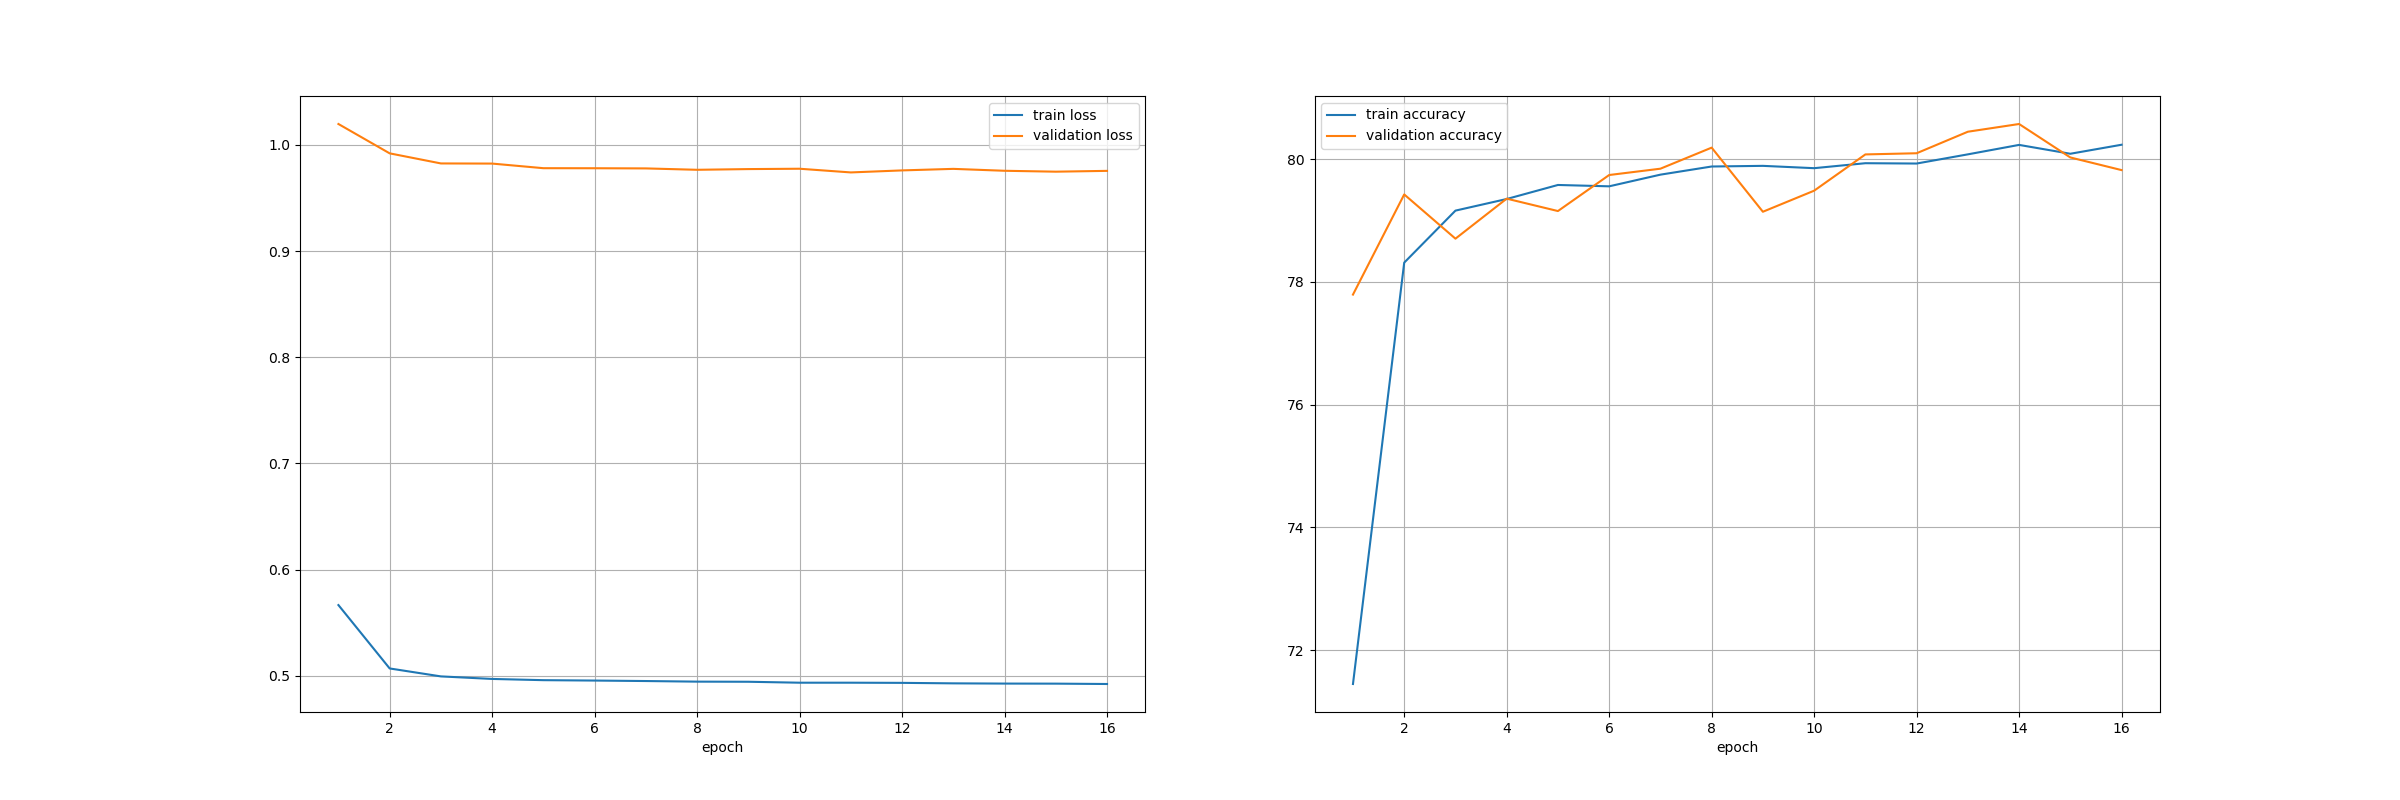 train loss
validation loss
1.0
0.9
0.8
0.7
0.6
0.5
2 4 6 8 10 12 14 16
epoch
train accuracy
validation accuracy
80
78
76
74
72
2 4 6 8 10 12 14 16
epoch